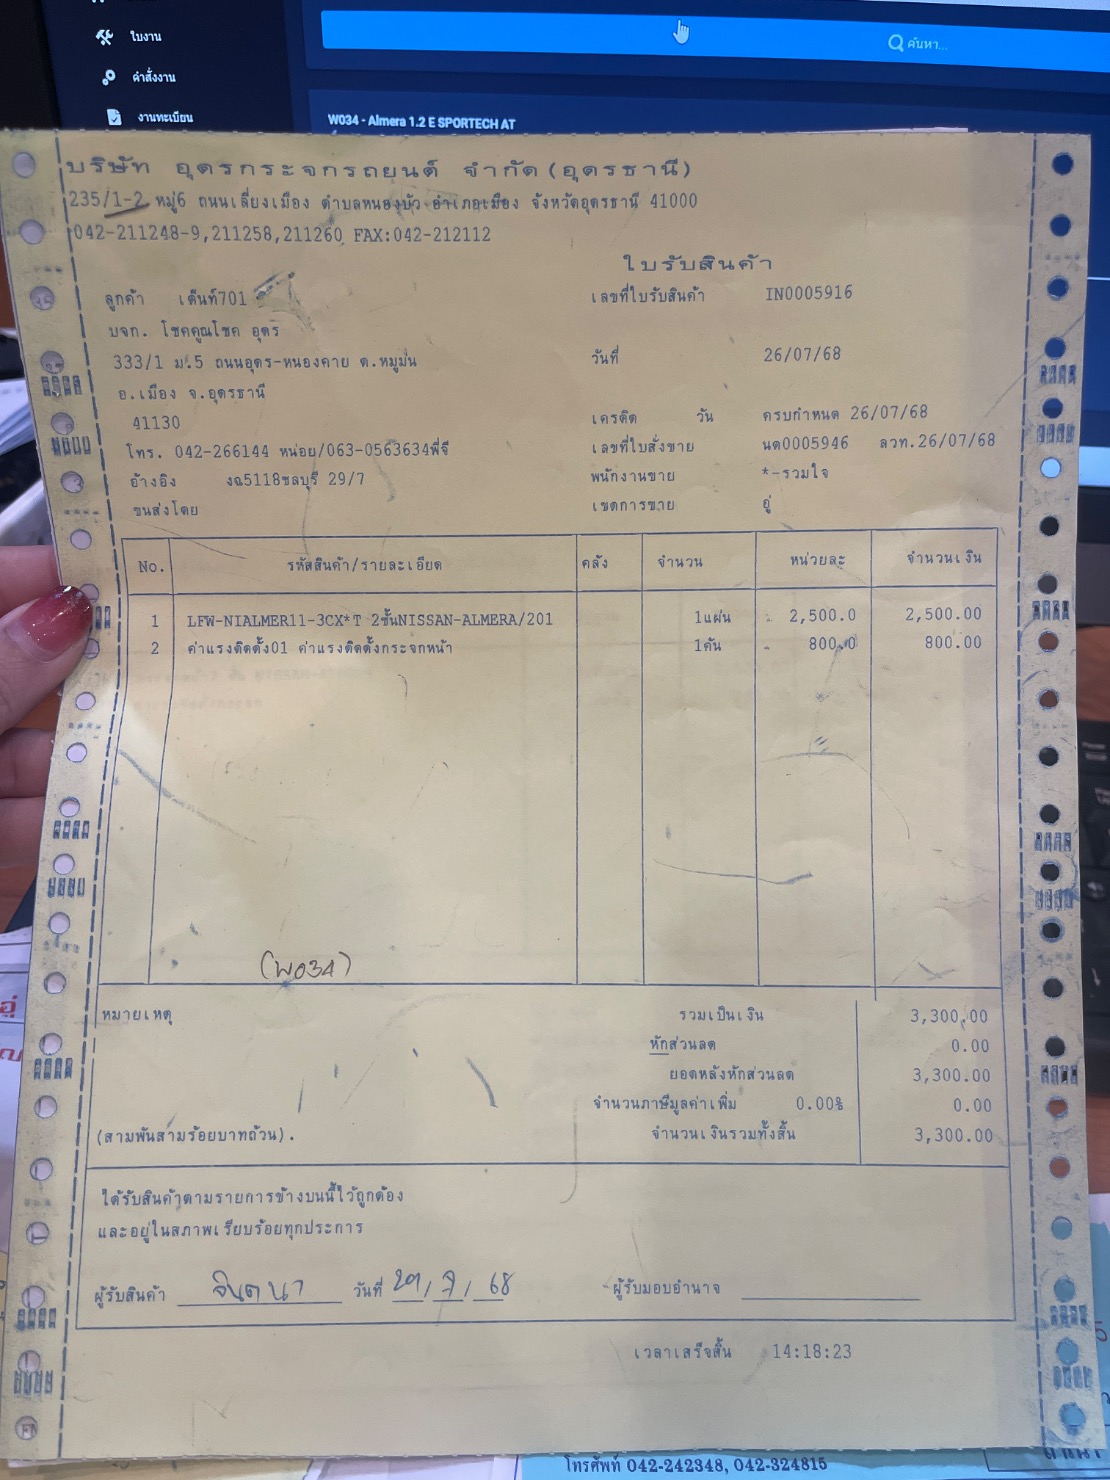 ใบงาน
ค้นหา...
คำสั่งงาน
งานทะเบียน
W034 - Almera 1.2 E SPORTECH AT
บริษัท อุดรกระจกรถยนต์ จำกัด(อุดรธานี)
235/1-2 หมู่6 ถนนเลี่ยงเมือง ตำบลหนองบัว อำเภอเมือง จังหวัดอุดรธานี 41000
042-211248-9,211258,211260 FAX:042-212112
ใบรับสินค้า
ลูกค้า เต็นท์701
เลขที่ใบรับสินค้า IN0005916
บจก. โชคคูณโชค อุดร
333/1 ม.5 ถนนอุดร-หนองคาย ต.หมูม่น
วันที่ 26/07/68
อ.เมือง จ.อุดรธานี
41130
เครดิต วัน ครบกำหนด 26/07/68
โทร. 042-266144 หน่อย/063-0563634พี่จี
เลขที่ใบสั่งขาย นด0005946 ลวท.26/07/68
อ้างอิง งฉ5118ชลบุรี 29/7
พนักงานขาย *-รวมใจ
ขนส่งโดย
เขตการขาย อู่
No. รหัสสินค้า/รายละเอียด คลัง จำนวน หน่วยละ จำนวนเงิน
1 LFW-NIALMER11-3CX*T 2ชั้นNISSAN-ALMERA/201 1แผ่น 2,500.0 2,500.00
2 ค่าแรงติดตั้ง01 ค่าแรงติดตั้งกระจกหน้า 1คัน 800.0 800.00
(W034)
หมายเหตุ
รวมเป็นเงิน 3,300.00
หักส่วนลด 0.00
ยอดหลังหักส่วนลด 3,300.00
จำนวนภาษีมูลค่าเพิ่ม 0.00% 0.00
(สามพันสามร้อยบาทถ้วน).
จำนวนเงินรวมทั้งสิ้น 3,300.00
ได้รับสินค้าตามรายการข้างบนนี้ไว้ถูกต้อง
และอยู่ในสภาพเรียบร้อยทุกประการ
ผู้รับสินค้า จินตนา วันที่ 29/7/68
ผู้รับมอบอำนาจ
เวลาเสร็จสิ้น 14:18:23
โทรศัพท์ 042-242348, 042-324815